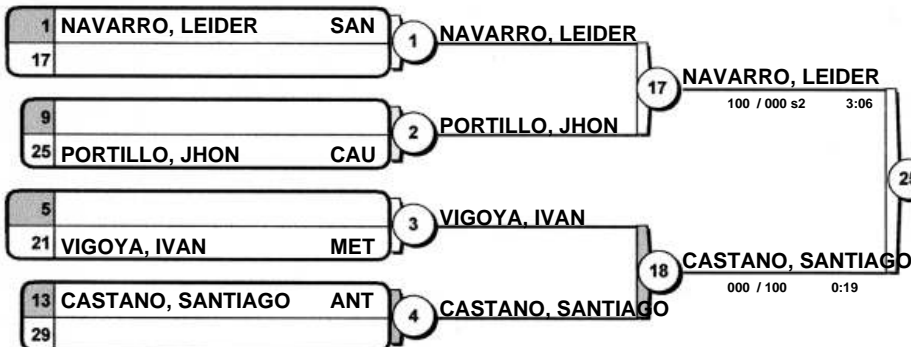 1 NAVARRO, LEIDER SAN
17
1 NAVARRO, LEIDER
9
25 PORTILLO, JHON CAU
2 PORTILLO, JHON
17 NAVARRO, LEIDER
100 / 000 s2 3:06
5
21 VIGOYA, IVAN MET
3 VIGOYA, IVAN
13 CASTANO, SANTIAGO ANT
29
4 CASTANO, SANTIAGO
18 CASTANO, SANTIAGO
000 / 100 0:19
25